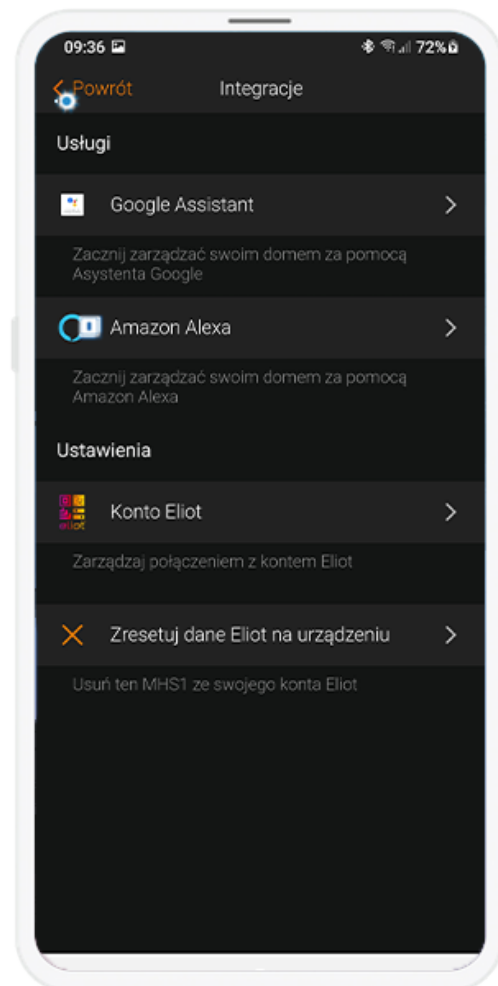 09:36 72%
Powrót Integracje
Usługi
Google Assistant
Zacznij zarządzać swoim domem za pomocą
Asystenta Google
Amazon Alexa
Zacznij zarządzać swoim domem za pomocą
Amazon Alexa
Ustawienia
eliot Konto Eliot
Zarządzaj połączeniem z kontem Eliot
Zresetuj dane Eliot na urządzeniu
Usuń ten MHS1 ze swojego konta Eliot